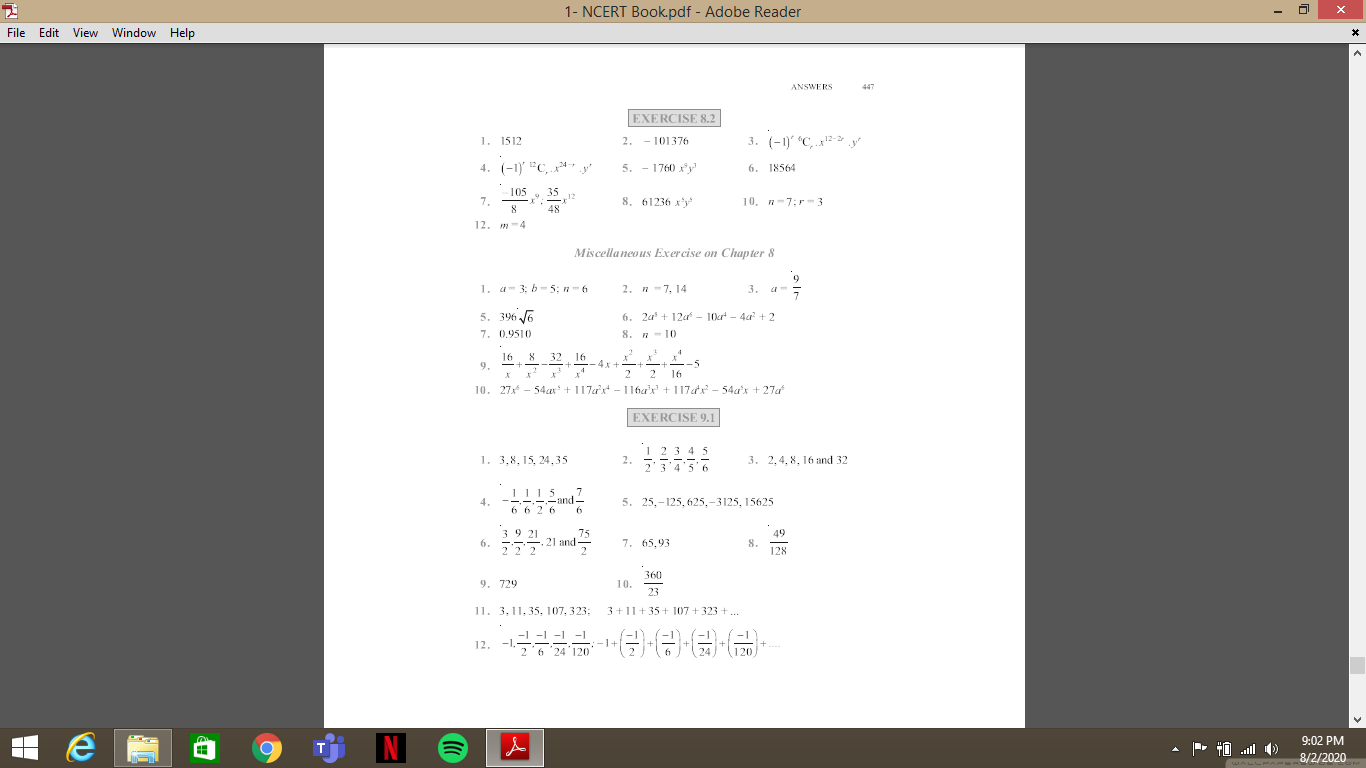 1- NCERT Book.pdf - Adobe Reader
File Edit View Window Help
ANSWERS 447
EXERCISE 8.2
1. 1512 2. – 101376 3. (–1)^r ⁶C_r . x^(12–2r) . y^r
4. (–1)^r ¹²C_r . x^(24–r) . y^r 5. – 1760 x⁹y³ 6. 18564
7. –105/8 x⁹; 35/48 x¹² 8. 61236 x⁵y⁵ 10. n = 7; r = 3
12. m = 4
Miscellaneous Exercise on Chapter 8
1. a = 3; b = 5; n = 6 2. n = 7, 14 3. a = 9/7
5. 396√6 6. 2a⁸ + 12a⁶ – 10a⁴ – 4a² + 2
7. 0.9510 8. n = 10
9. 16/x + 8/x² – 32/x³ + 16/x⁴ – 4x + x²/2 + x³/2 + x⁴/16 – 5
10. 27x⁶ – 54ax⁵ + 117a²x⁴ – 116a³x³ + 117a⁴x² – 54a⁵x + 27a⁶
EXERCISE 9.1
1. 3, 8, 15, 24, 35 2. 1/2, 2/3, 3/4, 4/5, 5/6 3. 2, 4, 8, 16 and 32
4. –1/6, 1/6, 1/2, 5/6 and 7/6 5. 25, –125, 625, –3125, 15625
6. 3/2, 9/2, 21/2, 21 and 75/2 7. 65, 93 8. 49/128
9. 729 10. 360/23
11. 3, 11, 35, 107, 323; 3 + 11 + 35 + 107 + 323 + ...
12. –1, –1/2, –1/6, –1/24, –1/120; –1 + (–1/2) + (–1/6) + (–1/24) + (–1/120) + ....
9:02 PM
8/2/2020